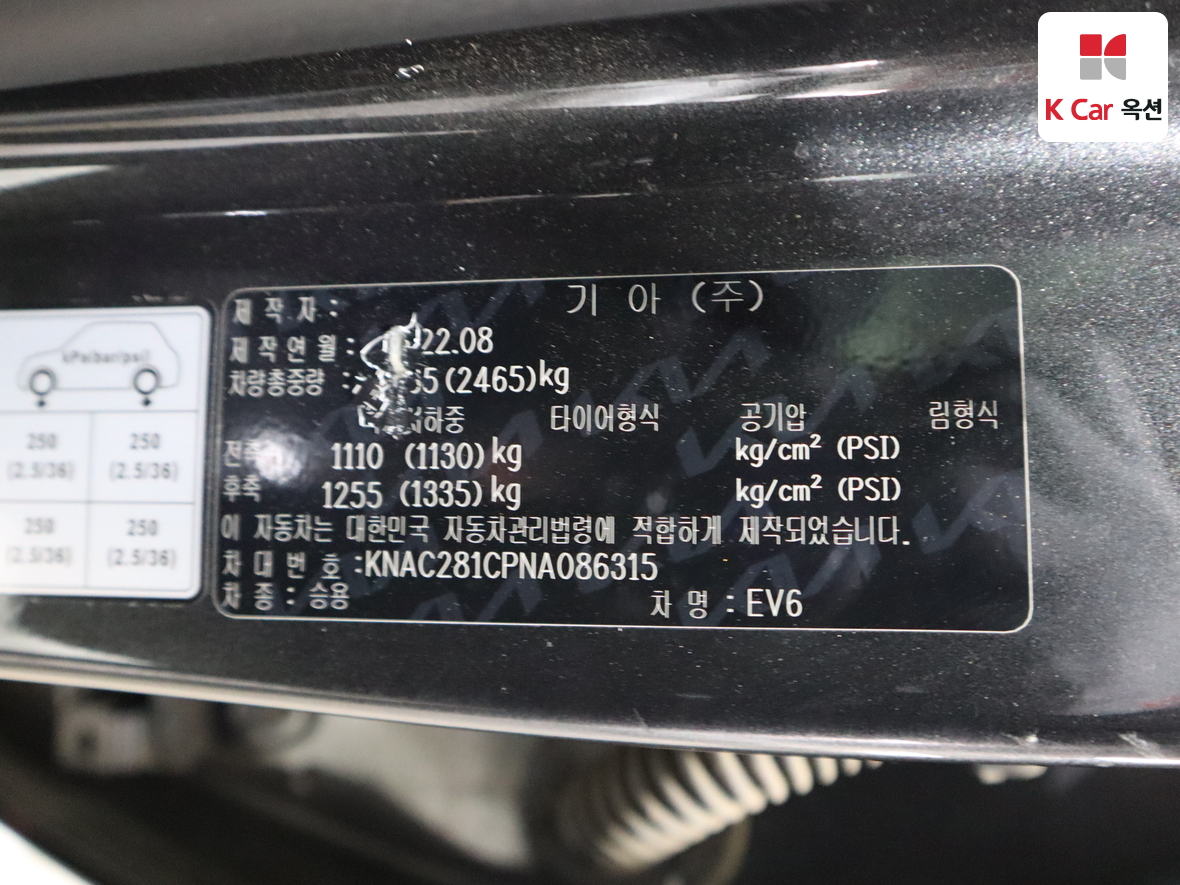 K Car 옥션
제 작 자 : 기 아 (주)
제 작 연 월 : 22.08
차량총중량 : 65(2465)kg
하중 타이어형식 공기압 림형식
1110 (1130) kg kg/cm² (PSI)
후축 1255 (1335) kg kg/cm² (PSI)
이 자동차는 대한민국 자동차관리법령에 적합하게 제작되었습니다.
차 대 번 호 :KNAC281CPNA086315
차 종 : 승용 차 명 : EV6
kPa(bar/psi)
250 250
(2.5/36) (2.5/36)
250 250
(2.5/36) (2.5/36)